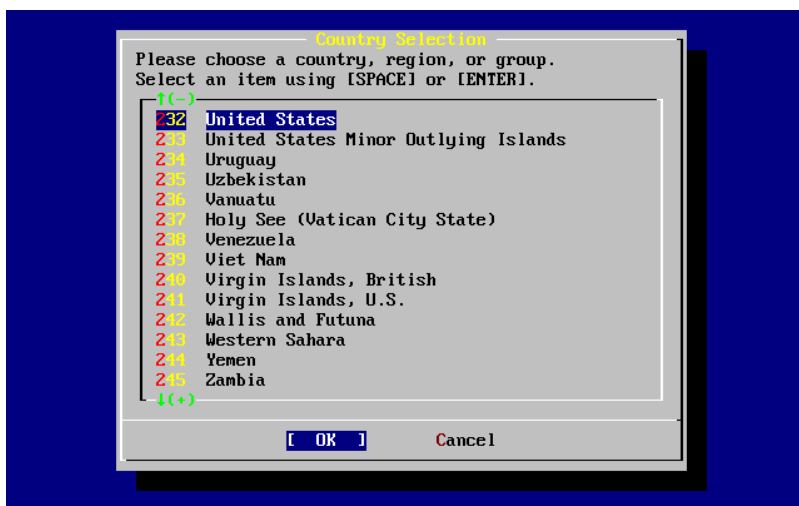 Country Selection
Please choose a country, region, or group.
Select an item using [SPACE] or [ENTER].
↑(-)
232 United States
233 United States Minor Outlying Islands
234 Uruguay
235 Uzbekistan
236 Vanuatu
237 Holy See (Vatican City State)
238 Venezuela
239 Viet Nam
240 Virgin Islands, British
241 Virgin Islands, U.S.
242 Wallis and Futuna
243 Western Sahara
244 Yemen
245 Zambia
↓(+)
[ OK ] Cancel